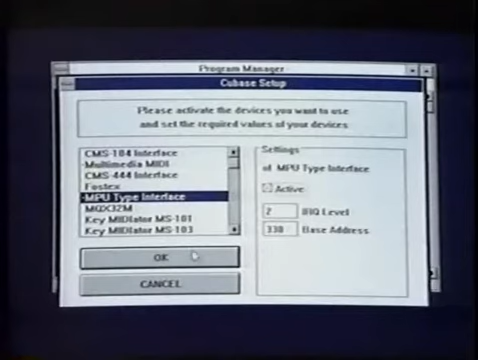 Program Manager
Cubase Setup
Please activate the devices you want to use
and set the required values of your devices
CMS-104 Interface
Multimedia MIDI
CMS-444 Interface
Fostex
MPU Type Interface
MQX32M
Key MIDIator MS-101
Key MIDIator MS-103
OK
CANCEL
Settings
of MPU Type Interface
Active
2 IRQ Level
330 Base Address